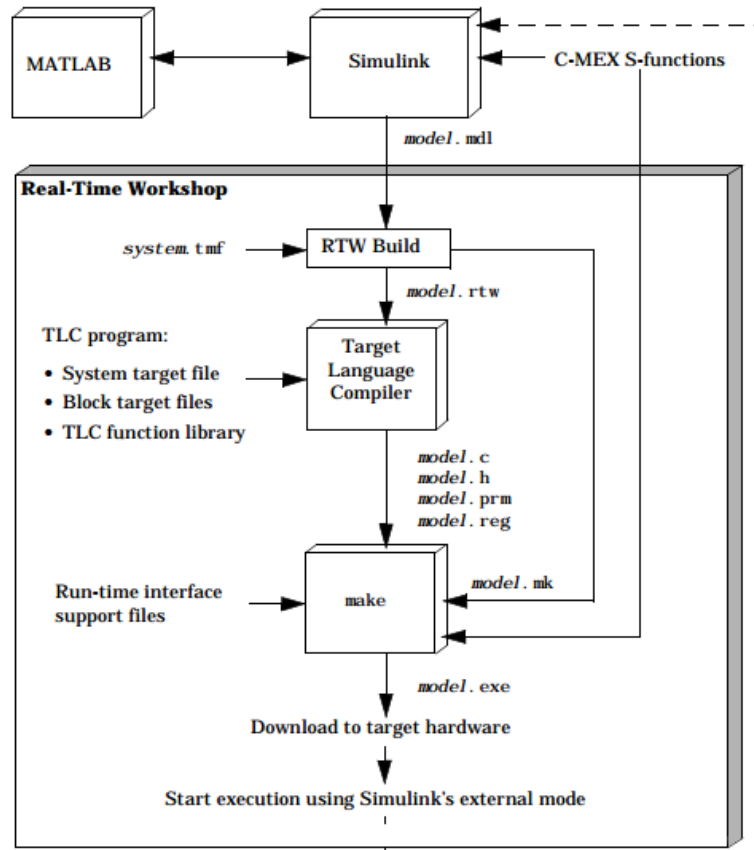 MATLAB
Simulink
C-MEX S-functions
model.mdl
Real-Time Workshop
system.tmf
RTW Build
model.rtw
TLC program:
• System target file
• Block target files
• TLC function library
Target
Language
Compiler
model.c
model.h
model.prm
model.reg
Run-time interface
support files
make
model.mk
model.exe
Download to target hardware
Start execution using Simulink's external mode